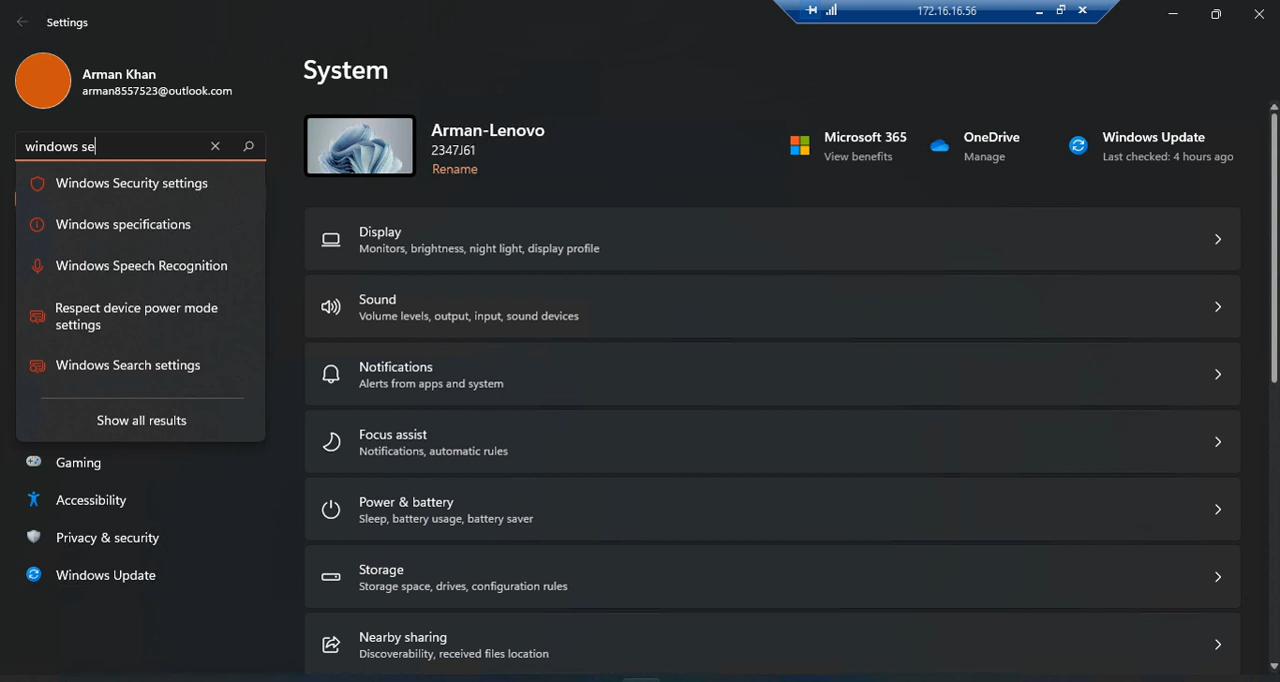 172.16.16.56
Settings
Arman Khan
arman8557523@outlook.com
windows se
Windows Security settings
Windows specifications
Windows Speech Recognition
Respect device power mode
settings
Windows Search settings
Show all results
Gaming
Accessibility
Privacy & security
Windows Update
System
Arman-Lenovo
2347J61
Rename
Microsoft 365
View benefits
OneDrive
Manage
Windows Update
Last checked: 4 hours ago
Display
Monitors, brightness, night light, display profile
Sound
Volume levels, output, input, sound devices
Notifications
Alerts from apps and system
Focus assist
Notifications, automatic rules
Power & battery
Sleep, battery usage, battery saver
Storage
Storage space, drives, configuration rules
Nearby sharing
Discoverability, received files location